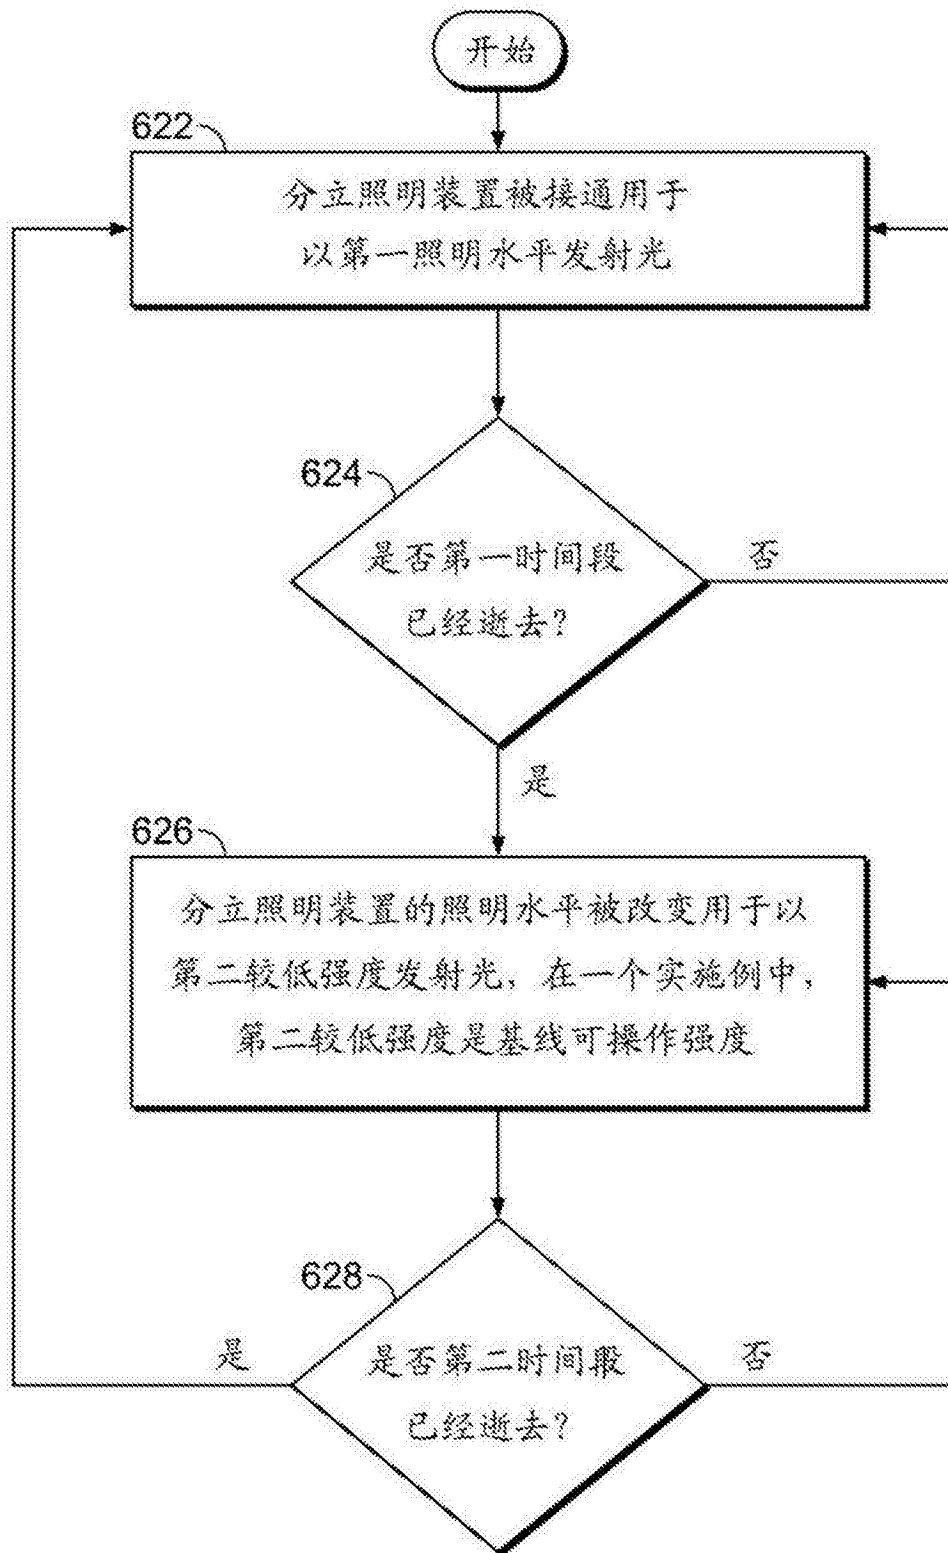 开始
622
分立照明装置被接通用于
以第一照明水平发射光
624
是否第一时间段
已经逝去？
否
是
626
分立照明装置的照明水平被改变用于以
第二较低强度发射光，在一个实施例中，
第二较低强度是基线可操作强度
628
是
是否第二时间段
已经逝去？
否